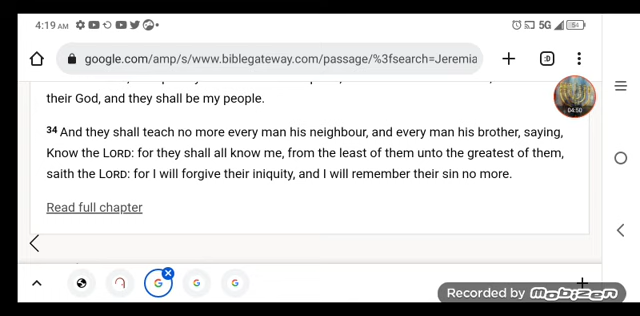 4:19 AM
5G
54
google.com/amp/s/www.biblegateway.com/passage/%3fsearch=Jeremia
:D
their God, and they shall be my people.
04:50
34 And they shall teach no more every man his neighbour, and every man his brother, saying,
Know the LORD: for they shall all know me, from the least of them unto the greatest of them,
saith the LORD: for I will forgive their iniquity, and I will remember their sin no more.
Read full chapter
Recorded by Mobizen